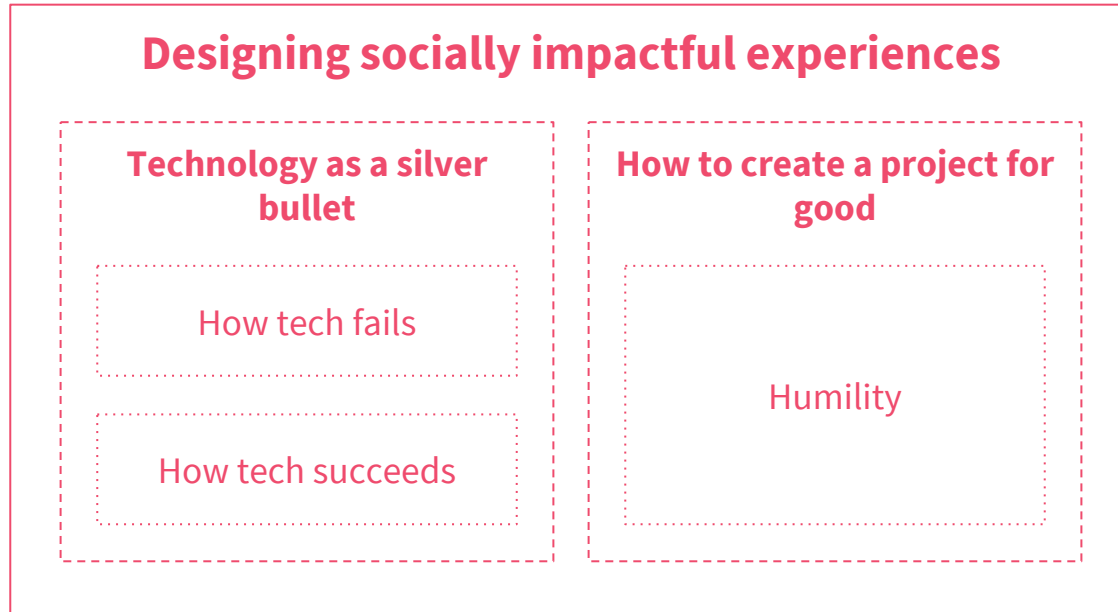 Designing socially impactful experiences
Technology as a silver
bullet
How tech fails
How tech succeeds
How to create a project for
good
Humility